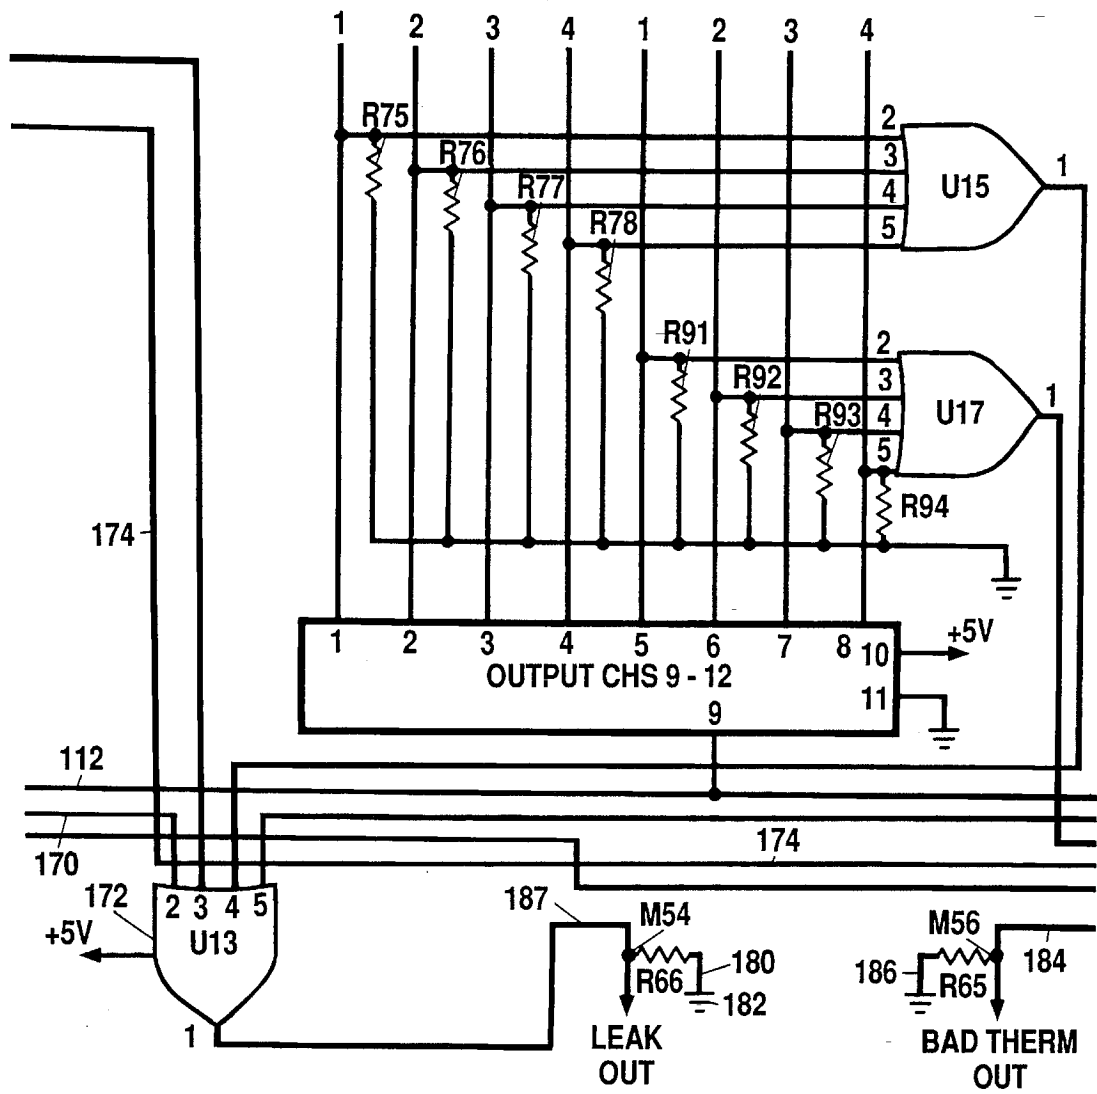 1 2 3 4 1 2 3 4
R75
2
R76
3
1
R77
U15
4
R78
5
R91
2
R92
3
1
R93
4
U17
5
R94
174
+5V
1 2 3 4 5 6 7 8 10
OUTPUT CHS 9 - 12
11
9
112
174
170
172
2 3 4 5
187
M54
M56
+5V
U13
180
184
186
R66
R65
182
1
LEAK
OUT
BAD THERM
OUT